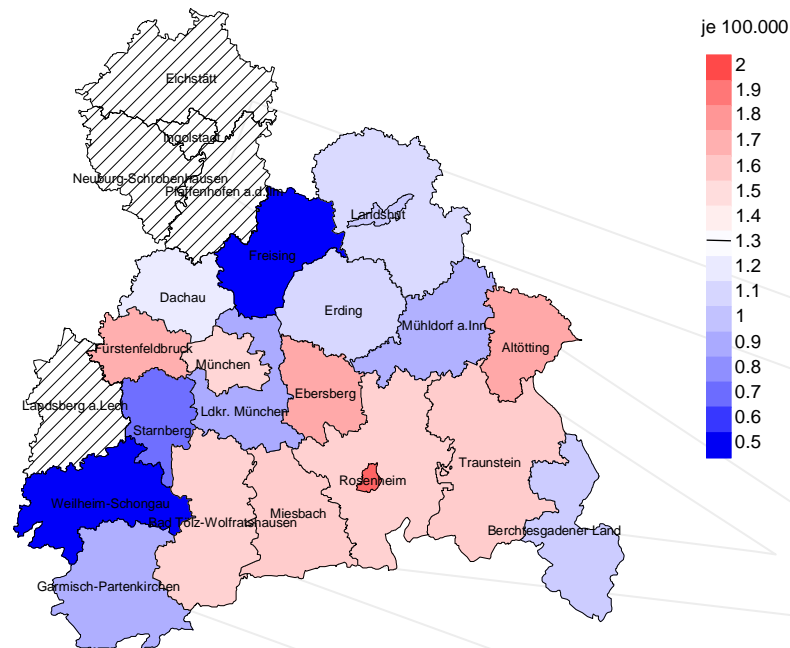 je 100.000
2
1.9
1.8
1.7
1.6
1.5
1.4
1.3
1.2
1.1
1
0.9
0.8
0.7
0.6
0.5
Eichstätt
Ingolstadt
Neuburg-Schrobenhausen
Pfaffenhofen a.d.Ilm
Landshut
Freising
Dachau
Erding
Mühldorf a.Inn
Fürstenfeldbruck
München
Altötting
Ebersberg
Landsberg a.Lech
Ldkr. München
Starnberg
Traunstein
Rosenheim
Weilheim-Schongau
Miesbach
Bad Tölz-Wolfratshausen
Berchtesgadener Land
Garmisch-Partenkirchen